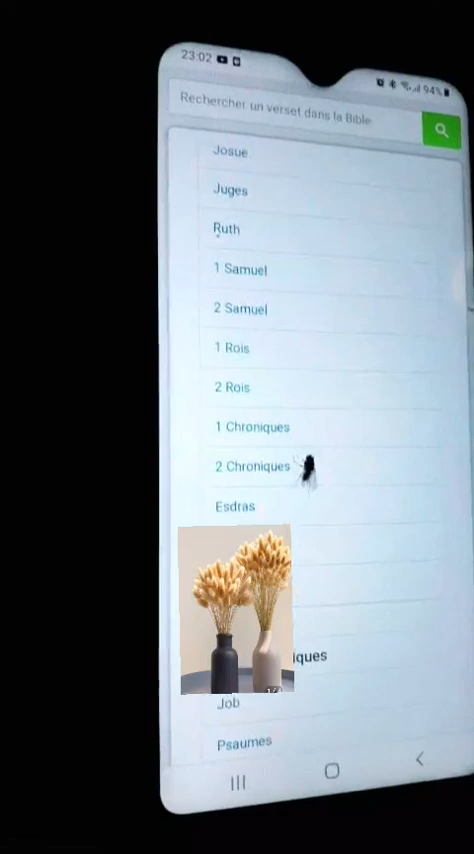 23:02
94%
Rechercher un verset dans la Bible
Josue
Juges
Ruth
1 Samuel
2 Samuel
1 Rois
2 Rois
1 Chroniques
2 Chroniques
Esdras
iques
Job
Psaumes